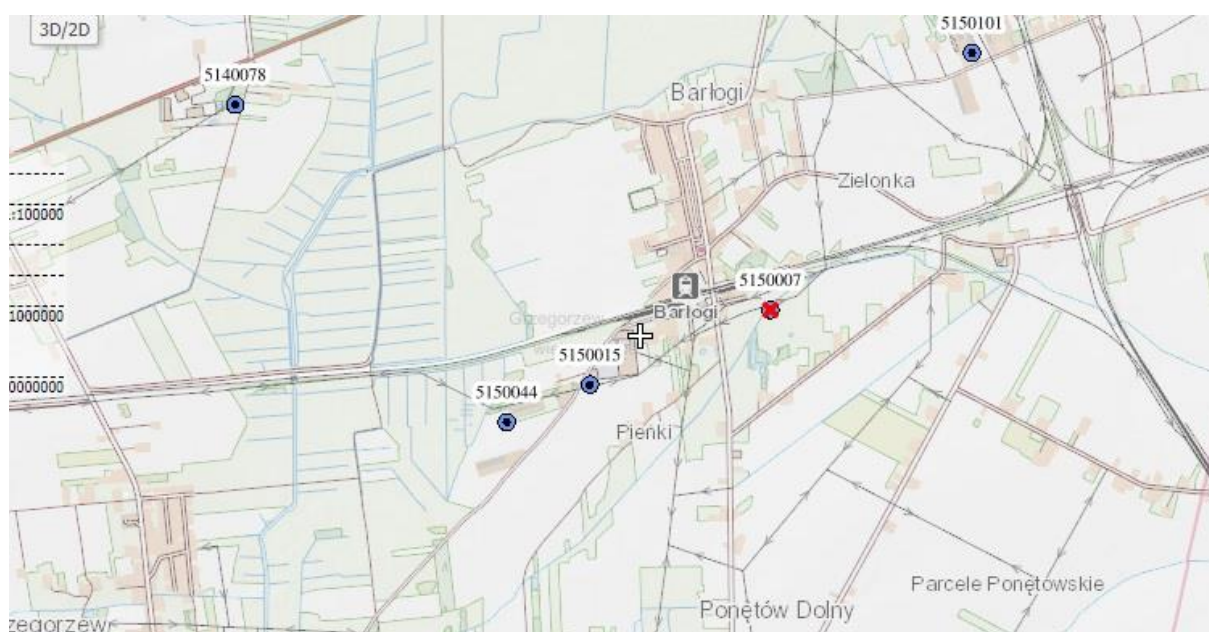 3D/2D
5150101
5140078
Barłogi
Zielonka
:100000
5150007
1000000
Grzegorzew
Barłogi
5150015
0000000
5150044
Pieńki
Parcele Ponętowskie
Ponętów Dolny
zegorzew